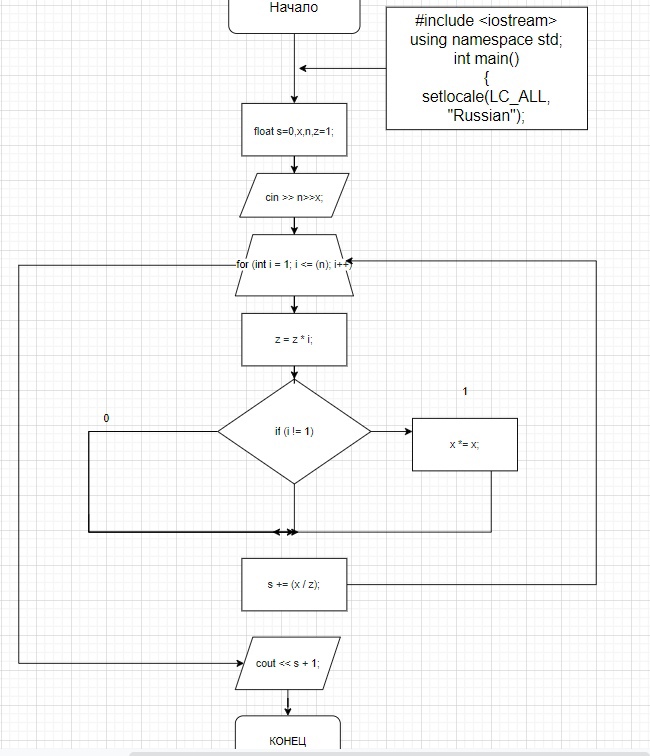 Начало
#include <iostream>
using namespace std;
int main()
{
setlocale(LC_ALL,
"Russian");
float s=0,x,n,z=1;
cin >> n>>x;
for (int i = 1; i <= (n); i++)
z = z * i;
if (i != 1)
0
1
x *= x;
s += (x / z);
cout << s + 1;
КОНЕЦ